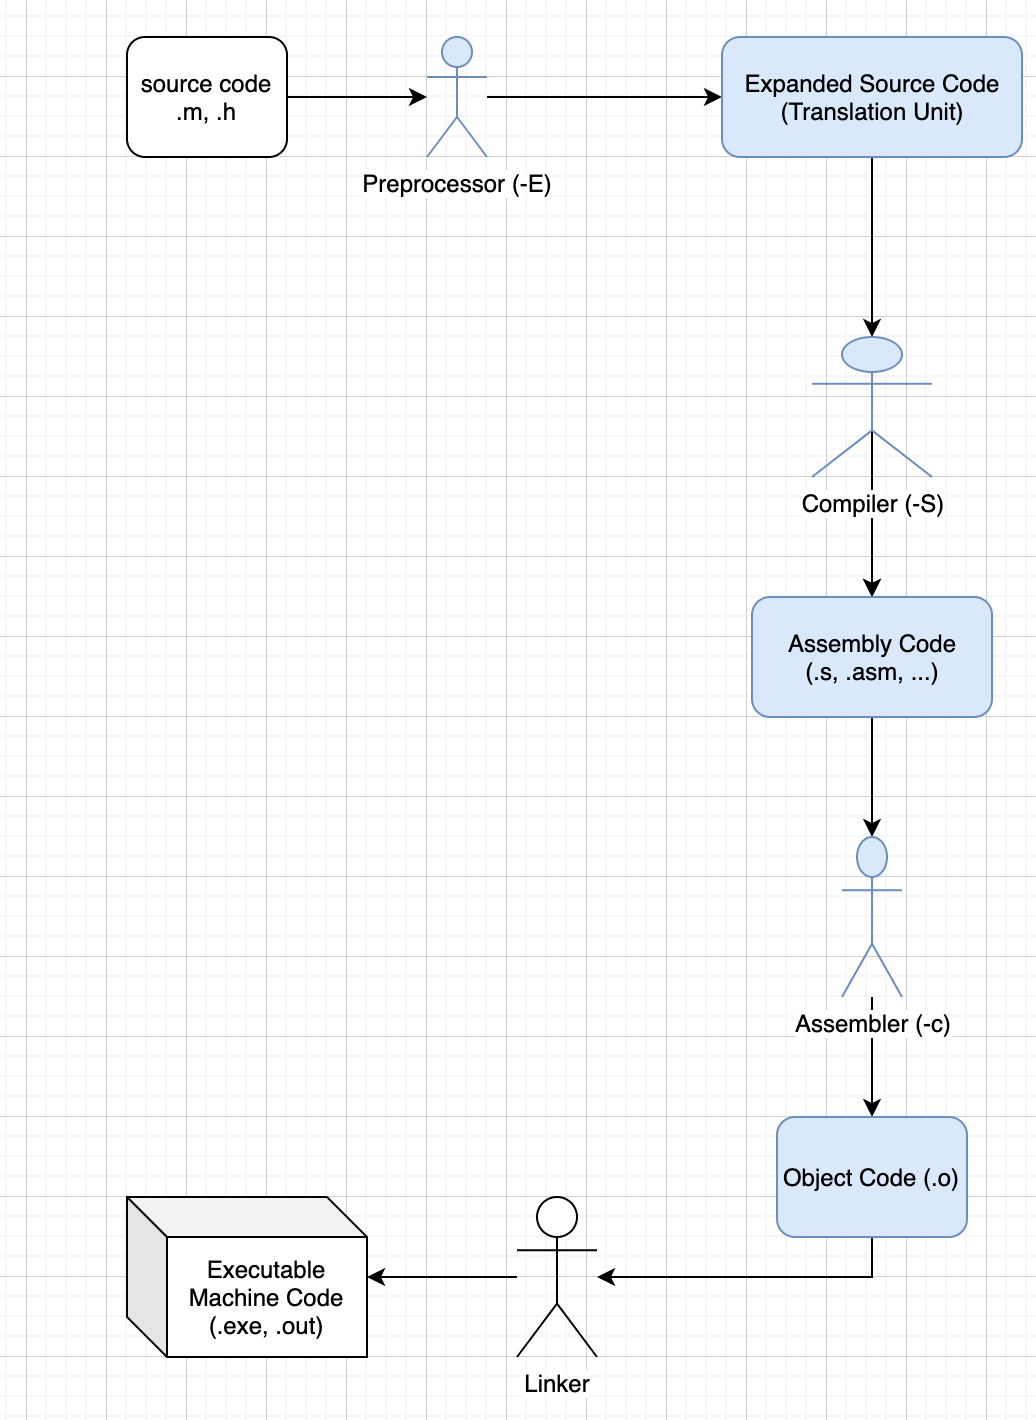 source code
.m, .h
Preprocessor (-E)
Expanded Source Code
(Translation Unit)
Compiler (-S)
Assembly Code
(.s, .asm, ...)
Assembler (-c)
Object Code (.o)
Linker
Executable
Machine Code
(.exe, .out)